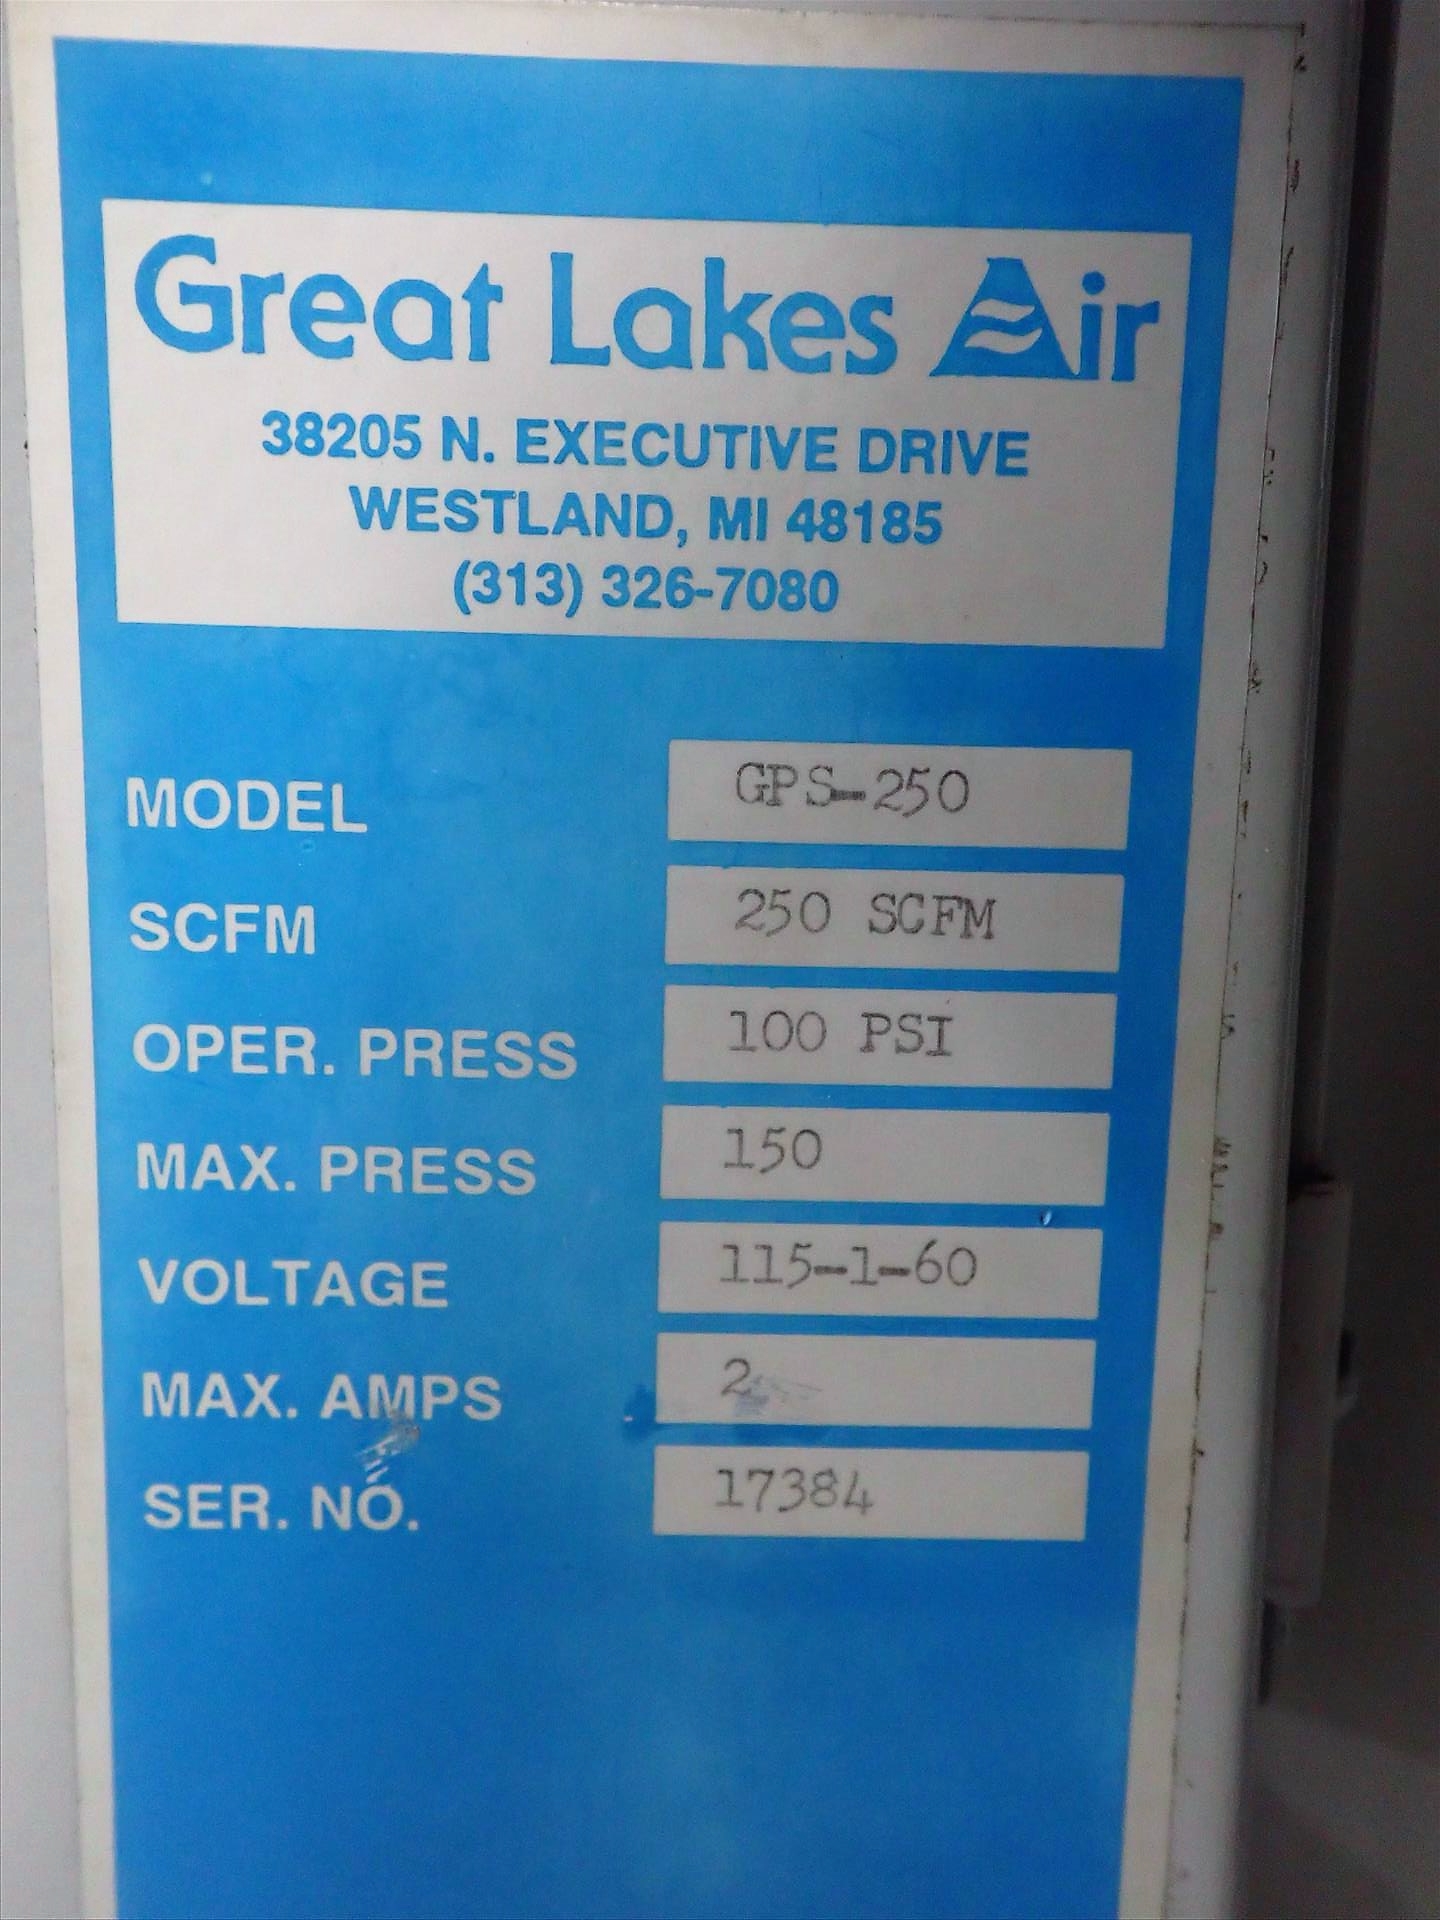 Great Lakes Air
38205 N. EXECUTIVE DRIVE
WESTLAND, MI 48185
(313) 326-7080
MODEL GPS-250
SCFM 250 SCFM
OPER. PRESS 100 PSI
MAX. PRESS 150
VOLTAGE 115-1-60
MAX. AMPS 2
SER. NO. 17384